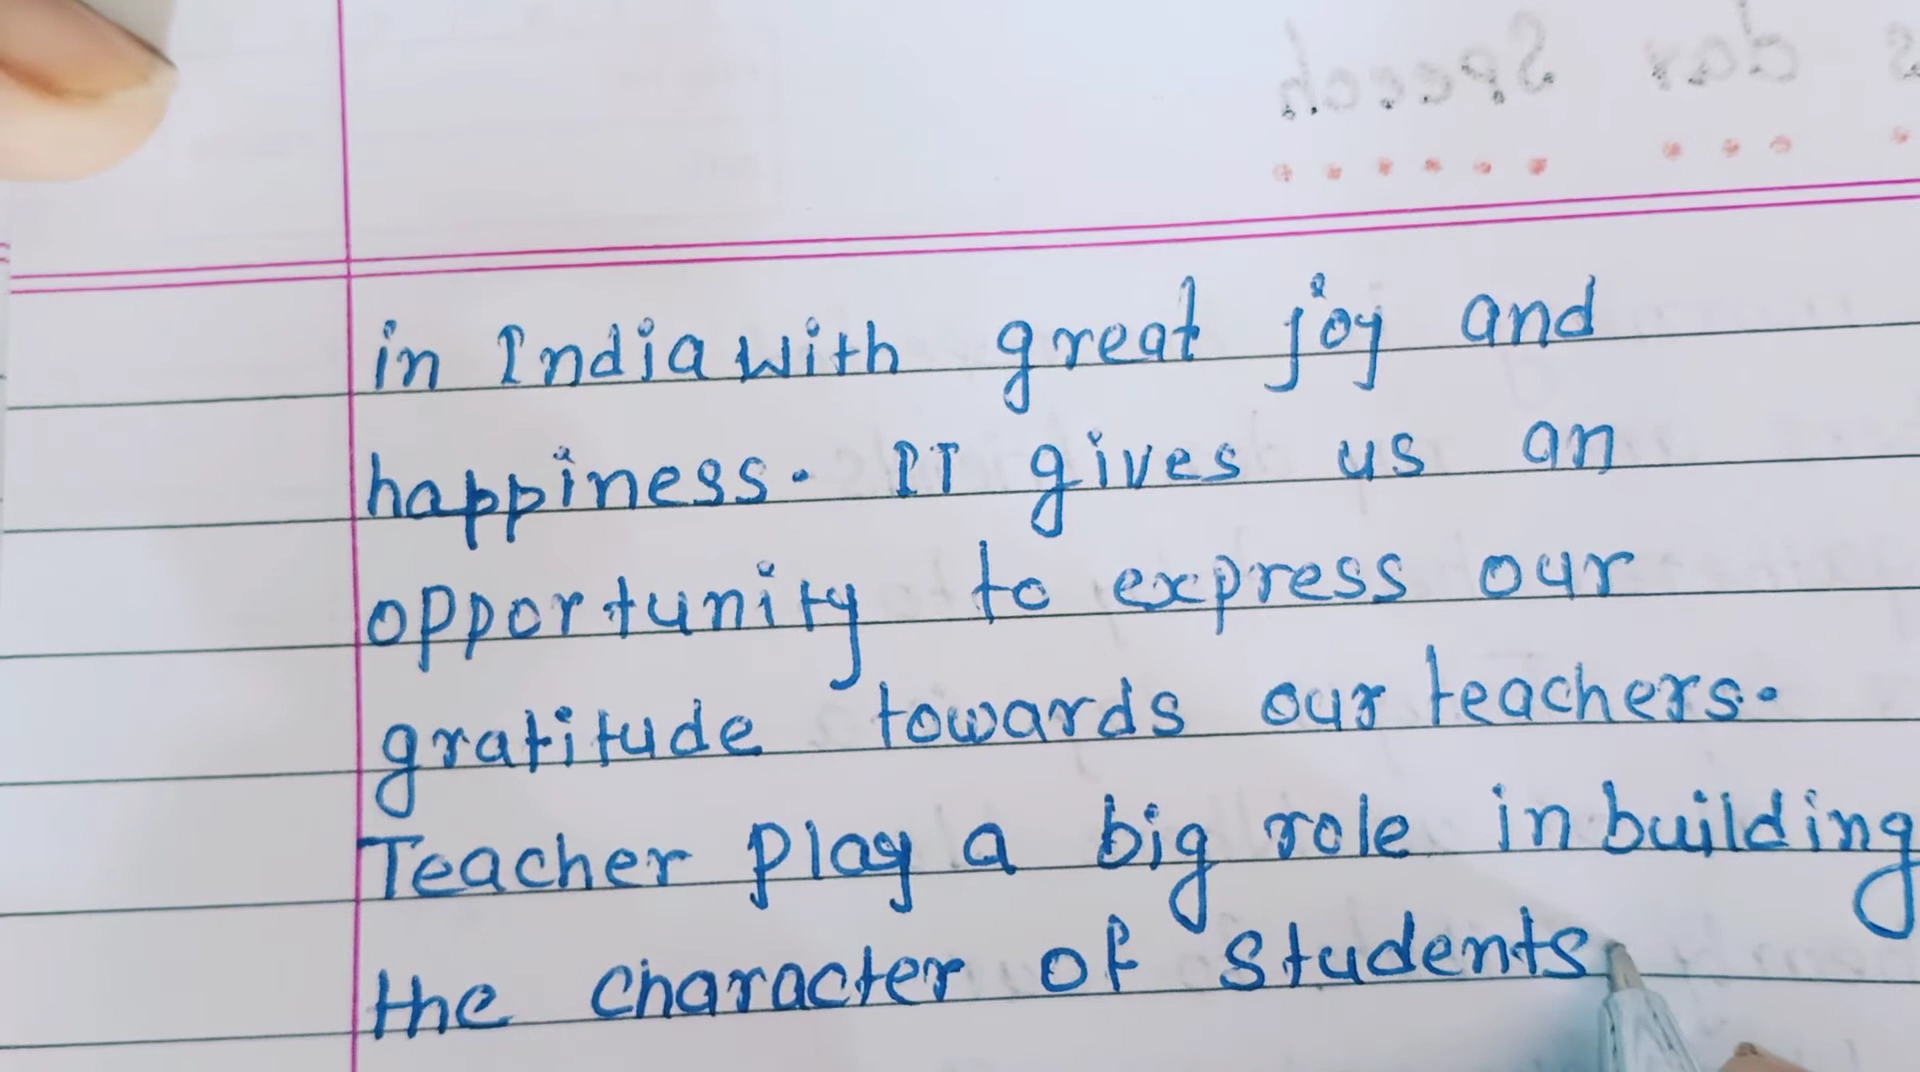 in India with great joy and
happiness. IT gives us an
opportunity to express our
gratitude towards our teachers.
Teacher play a big role in building
the character of students